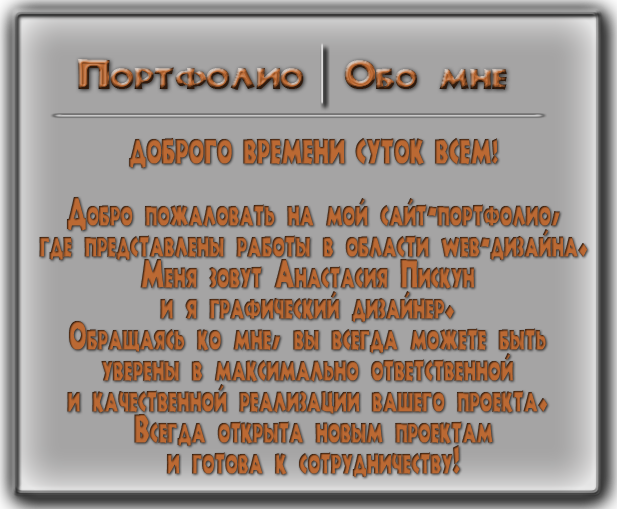 Портфолио | Обо мне
Доброго времени суток всем!
Добро пожаловать на мой сайт-портфолио,
где представлены работы в области web-дизайна.
Меня зовут Анастасия Пискун
и я графический дизайнер.
Обращаясь ко мне, вы всегда можете быть
уверены в максимально ответственной
и качественной реализации вашего проекта.
Всегда открыта новым проектам
и готова к сотрудничеству!